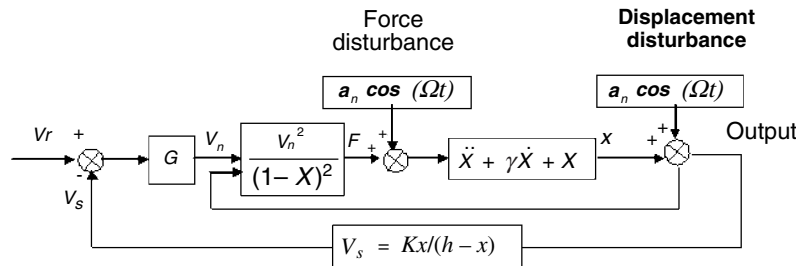 Force disturbance
Displacement disturbance
a_n cos (Ωt)
a_n cos (Ωt)
Vr
+
-
V_s
G
V_n
V_n^2
(1– X)^2
F
+
+
Ẍ + γẊ + X
x
+
+
Output
V_s = Kx/(h – x)